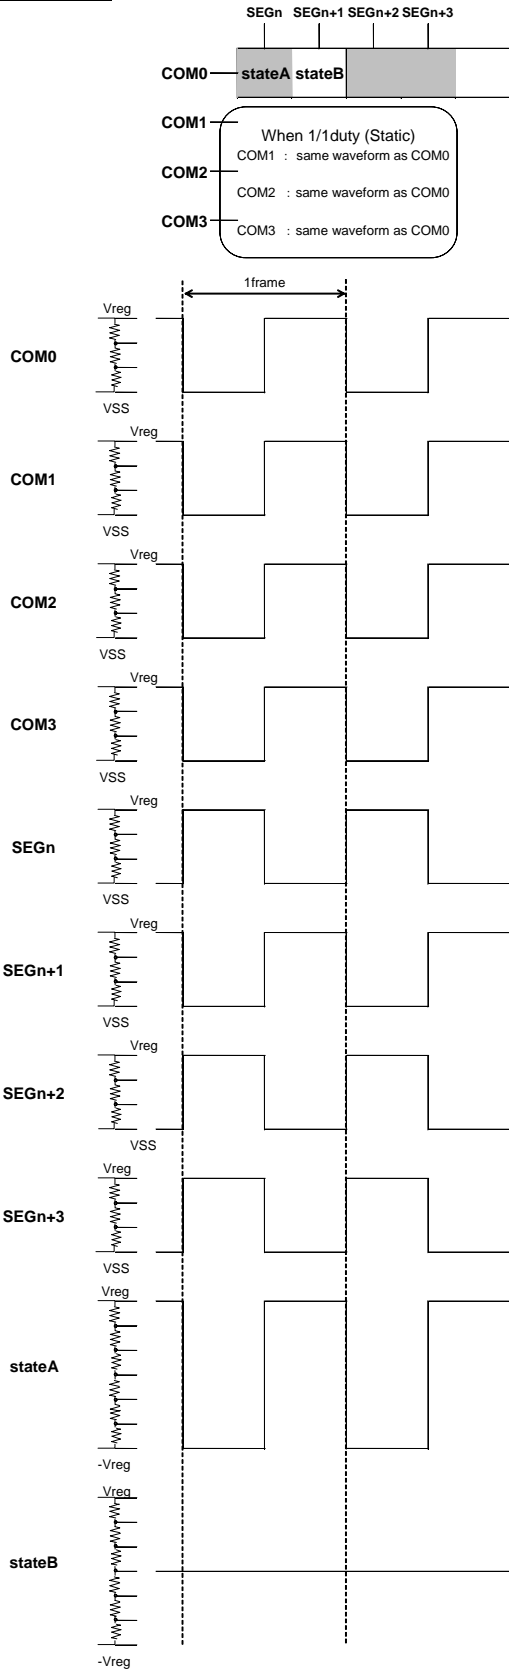 SEGn SEGn+1 SEGn+2 SEGn+3
COM0 stateA stateB
COM1
When 1/1duty (Static)
COM1 : same waveform as COM0
COM2
COM2 : same waveform as COM0
COM3
COM3 : same waveform as COM0
1frame
Vreg
COM0
VSS
Vreg
COM1
VSS
Vreg
COM2
VSS
Vreg
COM3
VSS
Vreg
SEGn
VSS
Vreg
SEGn+1
VSS
Vreg
SEGn+2
VSS
Vreg
SEGn+3
VSS
Vreg
stateA
-Vreg
Vreg
stateB
-Vreg